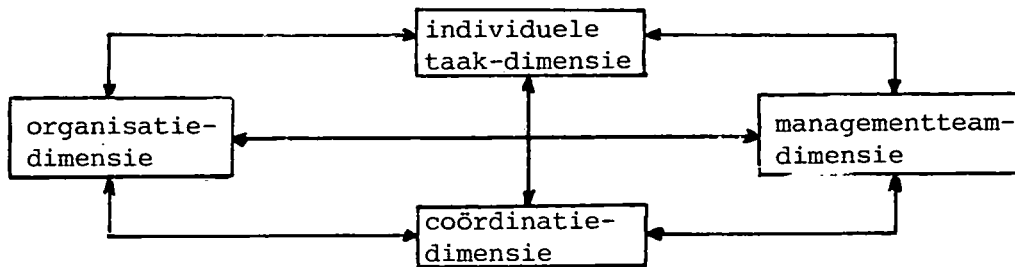 individuele
taak-dimensie
organisatie-
dimensie
managementteam-
dimensie
coördinatie-
dimensie